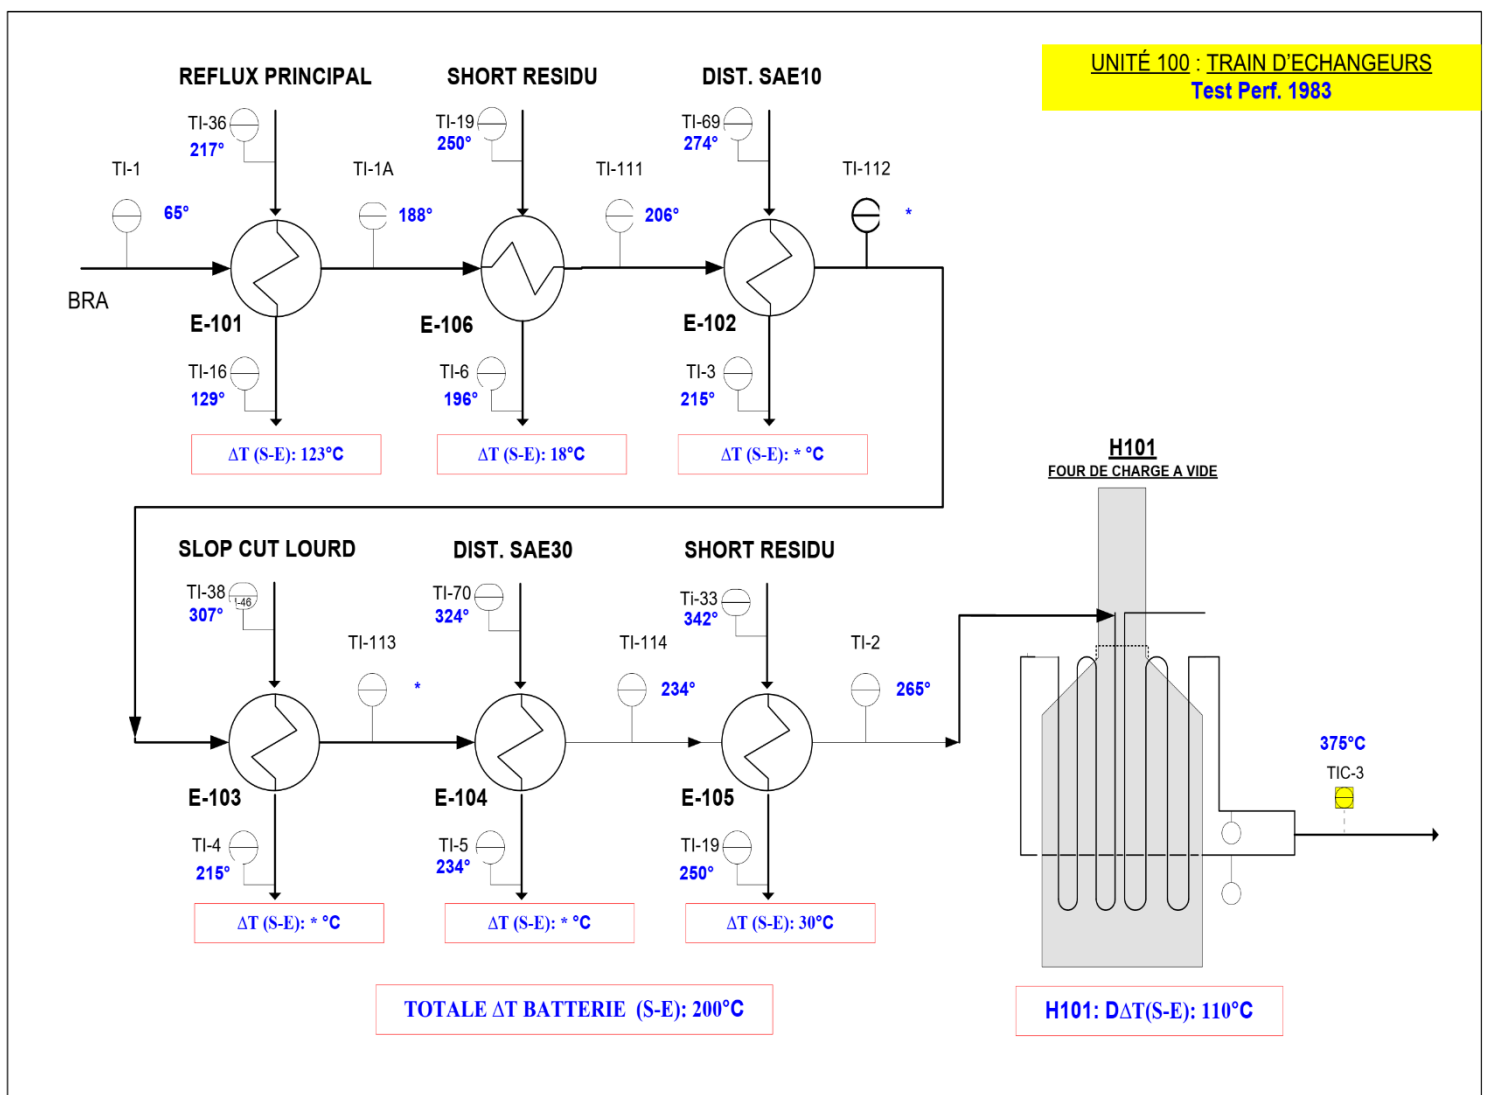 UNITÉ 100 : TRAIN D'ECHANGEURS
Test Perf. 1983
REFLUX PRINCIPAL
SHORT RESIDU
DIST. SAE10
TI-36
217°
TI-19
250°
TI-69
274°
TI-1
65°
TI-1A
188°
TI-111
206°
TI-112
*
BRA
E-101
E-106
E-102
TI-16
129°
TI-6
196°
TI-3
215°
ΔT (S-E): 123°C
ΔT (S-E): 18°C
ΔT (S-E): * °C
H101
FOUR DE CHARGE A VIDE
SLOP CUT LOURD
DIST. SAE30
SHORT RESIDU
TI-38
307°
TI-70
324°
Ti-33
342°
TI-113
*
TI-114
234°
TI-2
265°
375°C
TIC-3
E-103
E-104
E-105
TI-4
215°
TI-5
234°
TI-19
250°
ΔT (S-E): * °C
ΔT (S-E): * °C
ΔT (S-E): 30°C
TOTALE ΔT BATTERIE (S-E): 200°C
H101: DΔT(S-E): 110°C